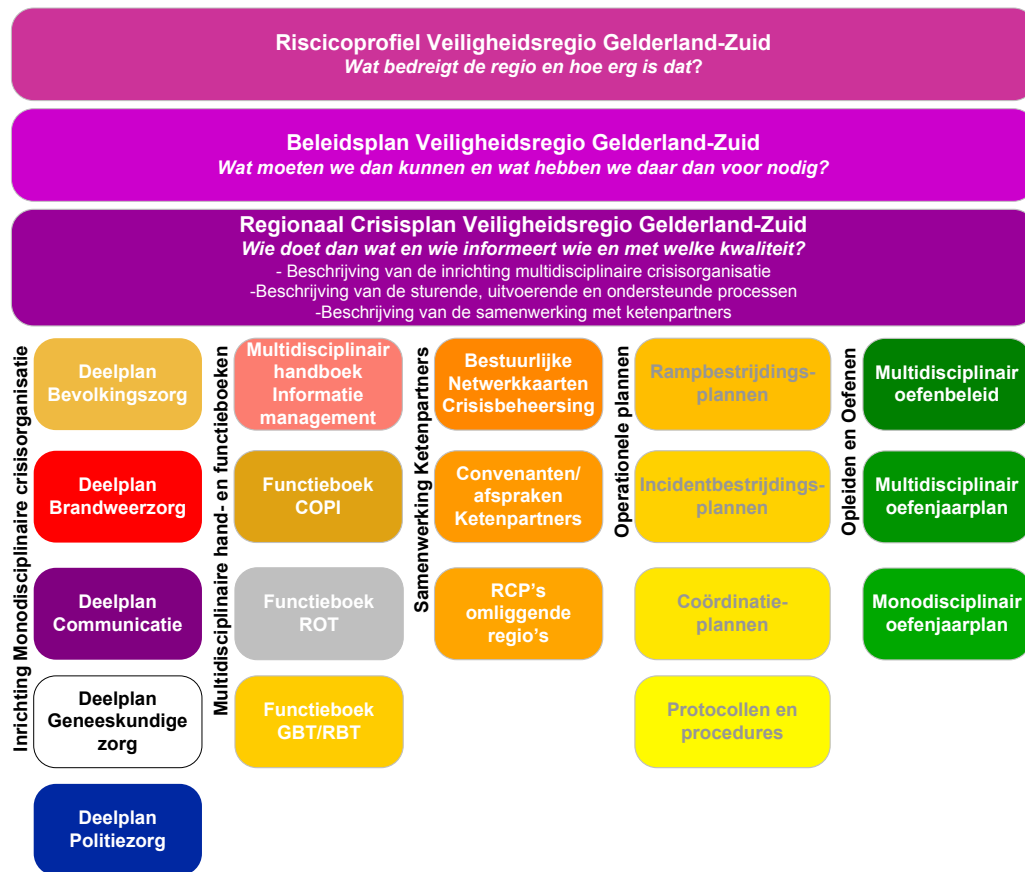 Riscicoprofiel Veiligheidsregio Gelderland-Zuid
Wat bedreigt de regio en hoe erg is dat?
Beleidsplan Veiligheidsregio Gelderland-Zuid
Wat moeten we dan kunnen en wat hebben we daar dan voor nodig?
Regionaal Crisisplan Veiligheidsregio Gelderland-Zuid
Wie doet dan wat en wie informeert wie en met welke kwaliteit?
- Beschrijving van de inrichting multidisciplinaire crisisorganisatie
-Beschrijving van de sturende, uitvoerende en ondersteunde processen
-Beschrijving van de samenwerking met ketenpartners
Inrichting Monodisciplinaire crisisorganisatie
Deelplan
Bevolkingszorg
Deelplan
Brandweerzorg
Deelplan
Communicatie
Deelplan
Geneeskundige
zorg
Deelplan
Politiezorg
Multidisciplinaire hand- en functieboeken
Multidisciplinair
handboek
Informatie
management
Functieboek
COPI
Functieboek
ROT
Functieboek
GBT/RBT
Samenwerking Ketenpartners
Bestuurlijke
Netwerkkaarten
Crisisbeheersing
Convenanten/
afspraken
Ketenpartners
RCP's
omliggende
regio's
Operationele plannen
Rampbestrijdings-
plannen
Incidentbestrijdings-
plannen
Coördinatie-
plannen
Protocollen en
procedures
Opleiden en Oefenen
Multidisciplinair
oefenbeleid
Multidisciplinair
oefenjaarplan
Monodisciplinair
oefenjaarplan